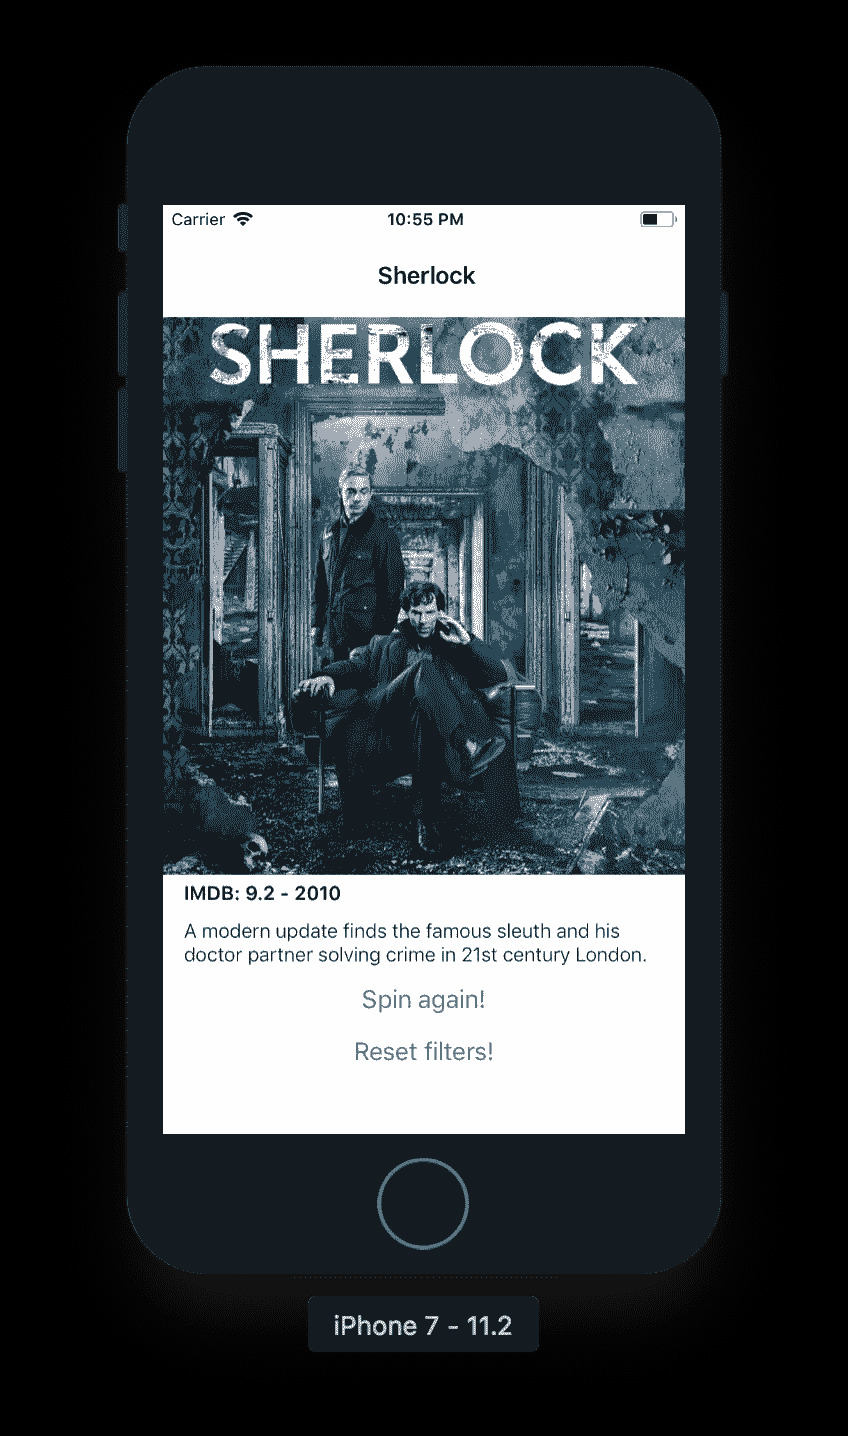 Carrier 10:55 PM
Sherlock
SHERLOCK
IMDB: 9.2 - 2010
A modern update finds the famous sleuth and his
doctor partner solving crime in 21st century London.
Spin again!
Reset filters!
iPhone 7 - 11.2